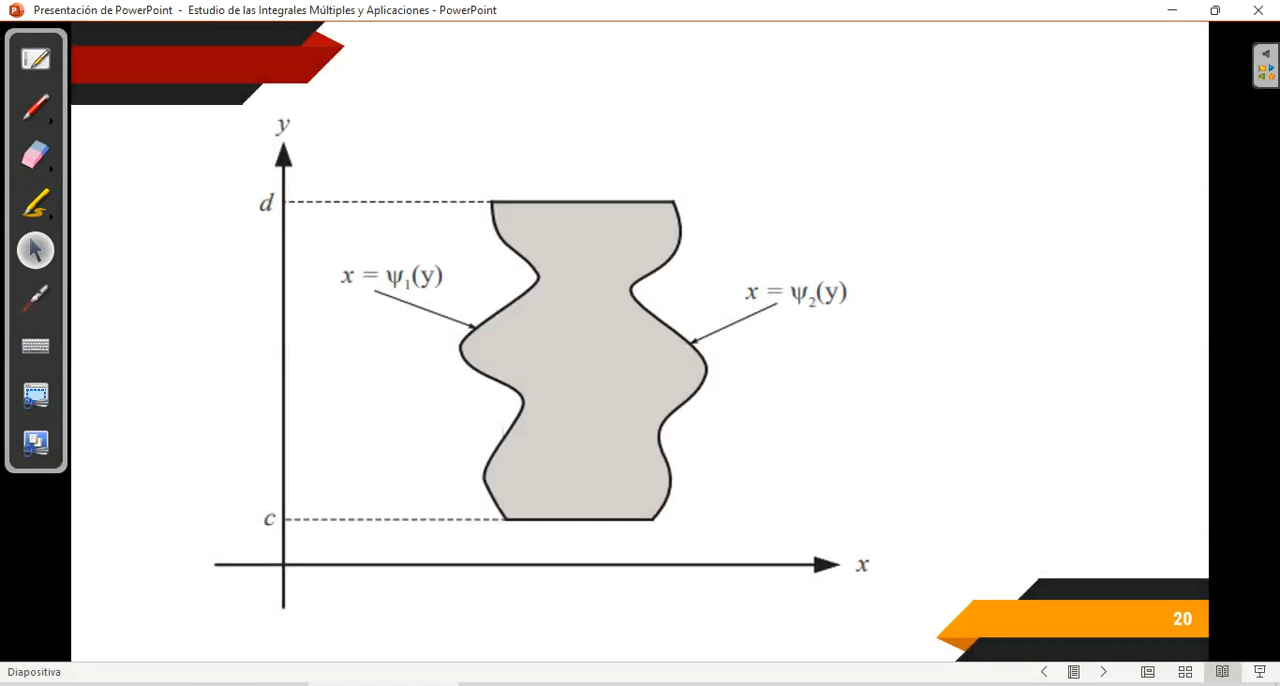 Presentación de PowerPoint - Estudio de las Integrales Múltiples y Aplicaciones - PowerPoint
y
d
x = ψ₁(y)
x = ψ₂(y)
c
x
20
Diapositiva